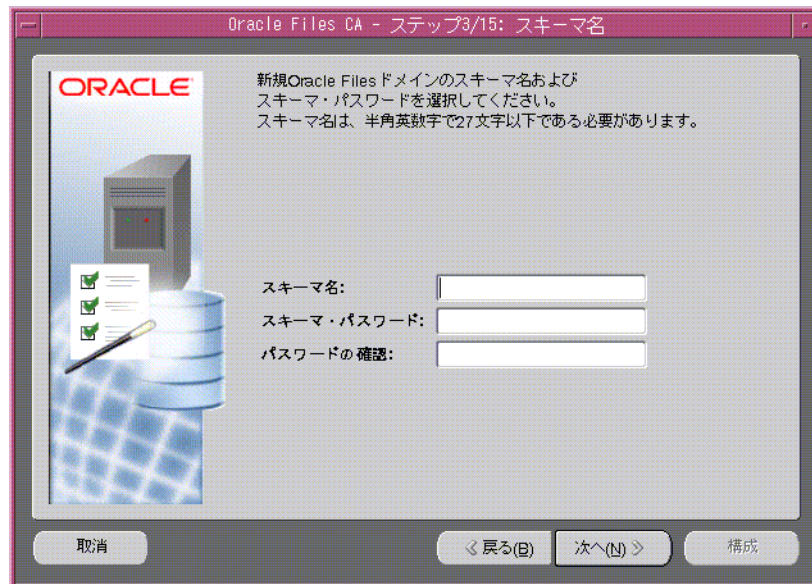 Oracle Files CA - ステップ3/15: スキーマ名
ORACLE
新規Oracle Filesドメインのスキーマ名および
スキーマ・パスワードを選択してください。
スキーマ名は、半角英数字で27文字以下である必要があります。
スキーマ名:
スキーマ・パスワード:
パスワードの確認:
取消
戻る(B)
次へ(N)
構成